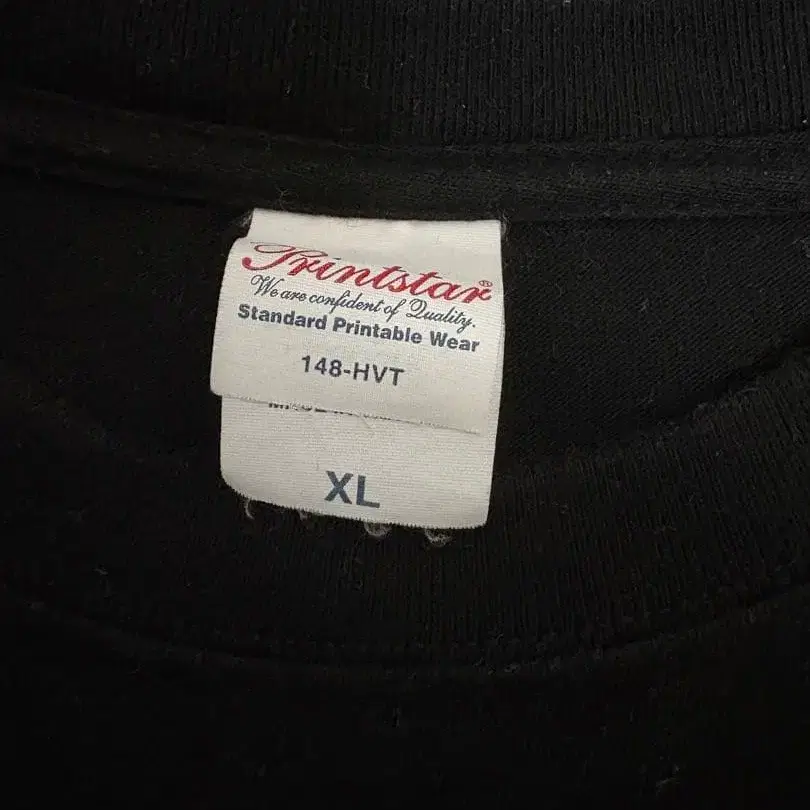 Printstar®
We are confident of Quality.
Standard Printable Wear
148-HVT
XL